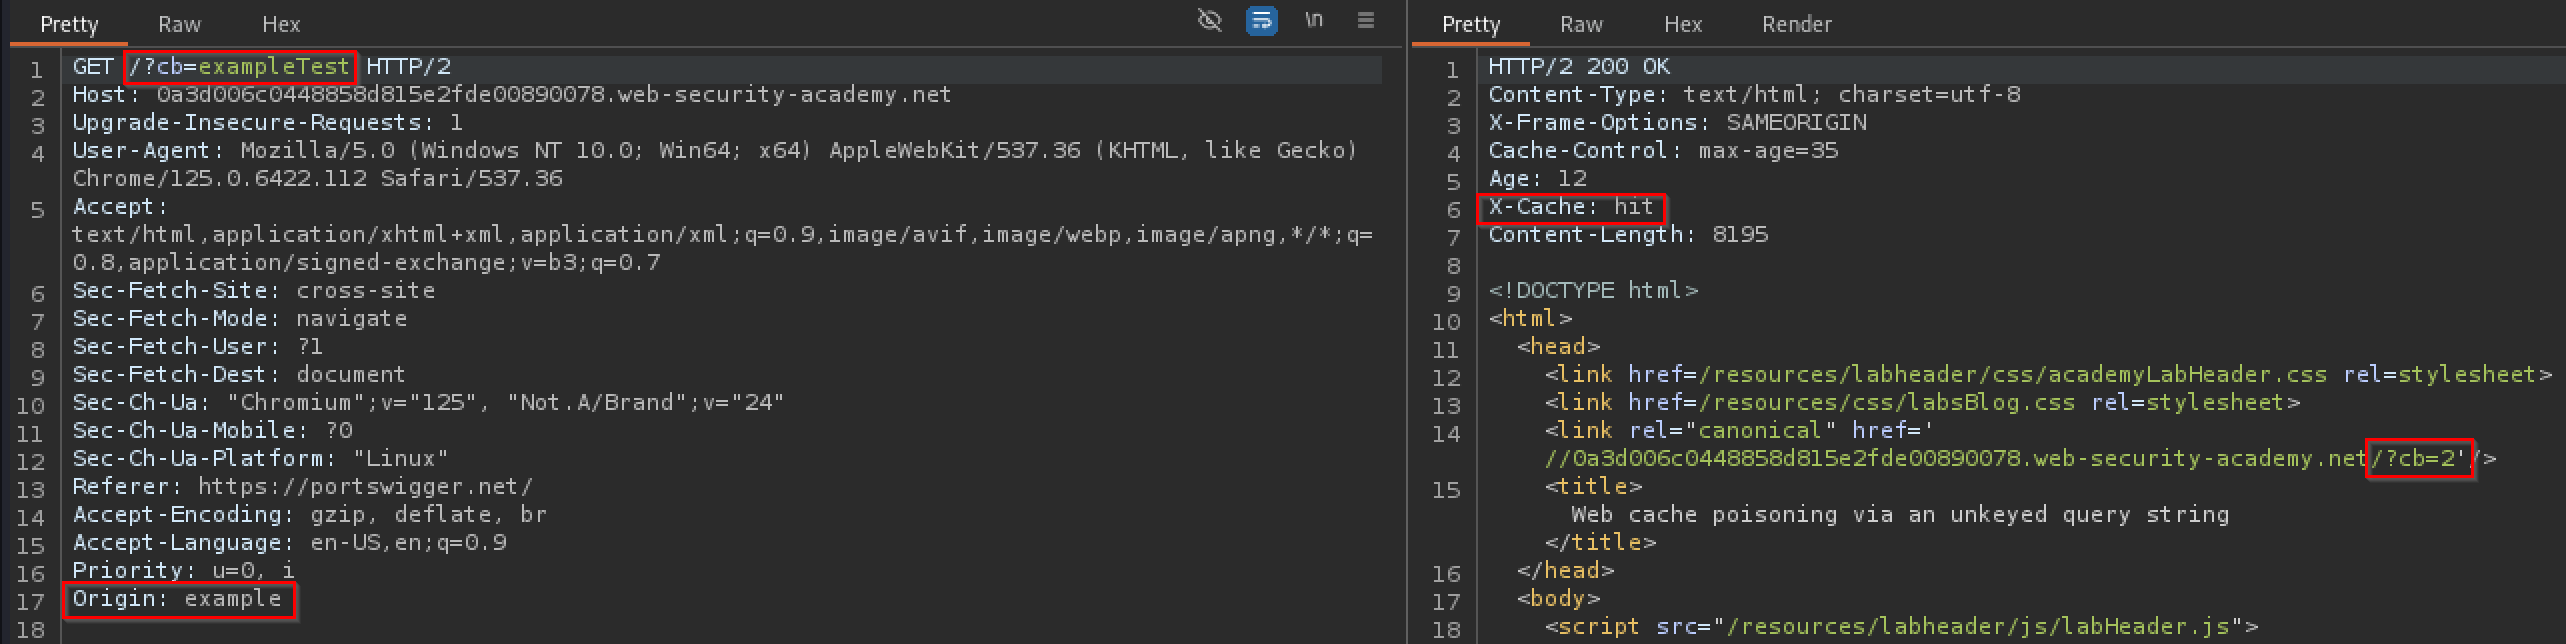 Pretty Raw Hex \n
1 GET /?cb=exampleTest HTTP/2
2 Host: 0a3d006c0448858d815e2fde00890078.web-security-academy.net
3 Upgrade-Insecure-Requests: 1
4 User-Agent: Mozilla/5.0 (Windows NT 10.0; Win64; x64) AppleWebKit/537.36 (KHTML, like Gecko)
Chrome/125.0.6422.112 Safari/537.36
5 Accept:
text/html,application/xhtml+xml,application/xml;q=0.9,image/avif,image/webp,image/apng,*/*;q=
0.8,application/signed-exchange;v=b3;q=0.7
6 Sec-Fetch-Site: cross-site
7 Sec-Fetch-Mode: navigate
8 Sec-Fetch-User: ?1
9 Sec-Fetch-Dest: document
10 Sec-Ch-Ua: "Chromium";v="125", "Not.A/Brand";v="24"
11 Sec-Ch-Ua-Mobile: ?0
12 Sec-Ch-Ua-Platform: "Linux"
13 Referer: https://portswigger.net/
14 Accept-Encoding: gzip, deflate, br
15 Accept-Language: en-US,en;q=0.9
16 Priority: u=0, i
17 Origin: example
18
Pretty Raw Hex Render
1 HTTP/2 200 OK
2 Content-Type: text/html; charset=utf-8
3 X-Frame-Options: SAMEORIGIN
4 Cache-Control: max-age=35
5 Age: 12
6 X-Cache: hit
7 Content-Length: 8195
8
9 <!DOCTYPE html>
10 <html>
11 <head>
12 <link href=/resources/labheader/css/academyLabHeader.css rel=stylesheet>
13 <link href=/resources/css/labsBlog.css rel=stylesheet>
14 <link rel="canonical" href='
//0a3d006c0448858d815e2fde00890078.web-security-academy.net/?cb=2'/>
15 <title>
Web cache poisoning via an unkeyed query string
</title>
16 </head>
17 <body>
18 <script src="/resources/labheader/js/labHeader.js">